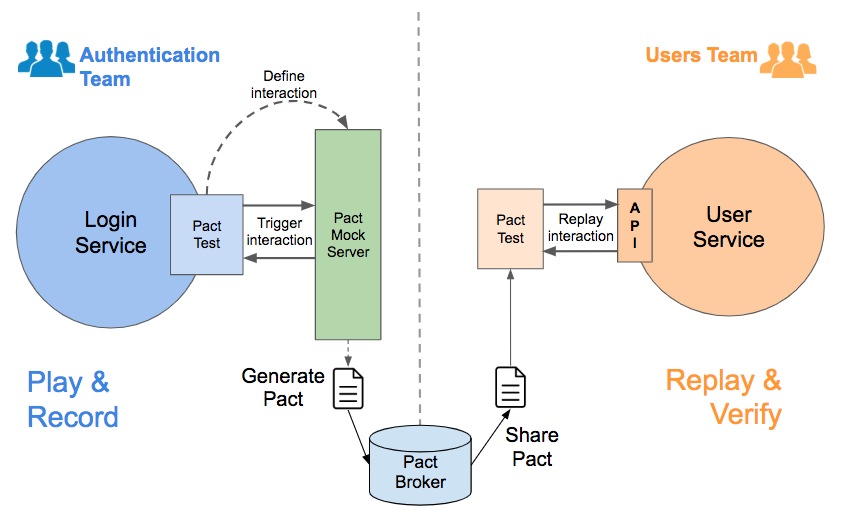 Authentication
Team
Users Team
Define
interaction
Login
Service
Pact
Test
Trigger
interaction
Pact
Mock
Server
Pact
Test
Replay
interaction
A
P
I
User
Service
Play &
Record
Generate
Pact
Pact
Broker
Share
Pact
Replay &
Verify